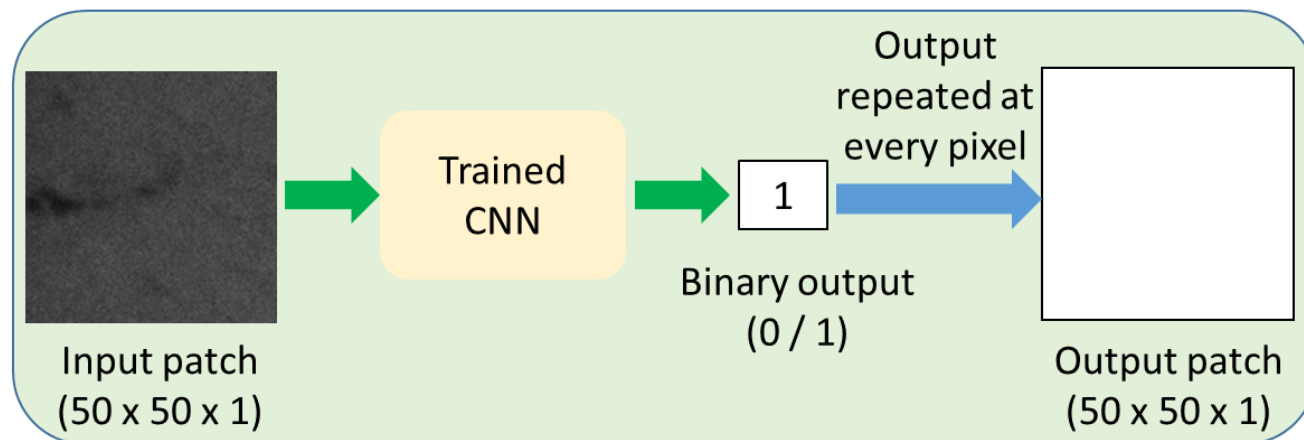 Input patch
(50 x 50 x 1)
Trained
CNN
1
Binary output
(0 / 1)
Output
repeated at
every pixel
Output patch
(50 x 50 x 1)